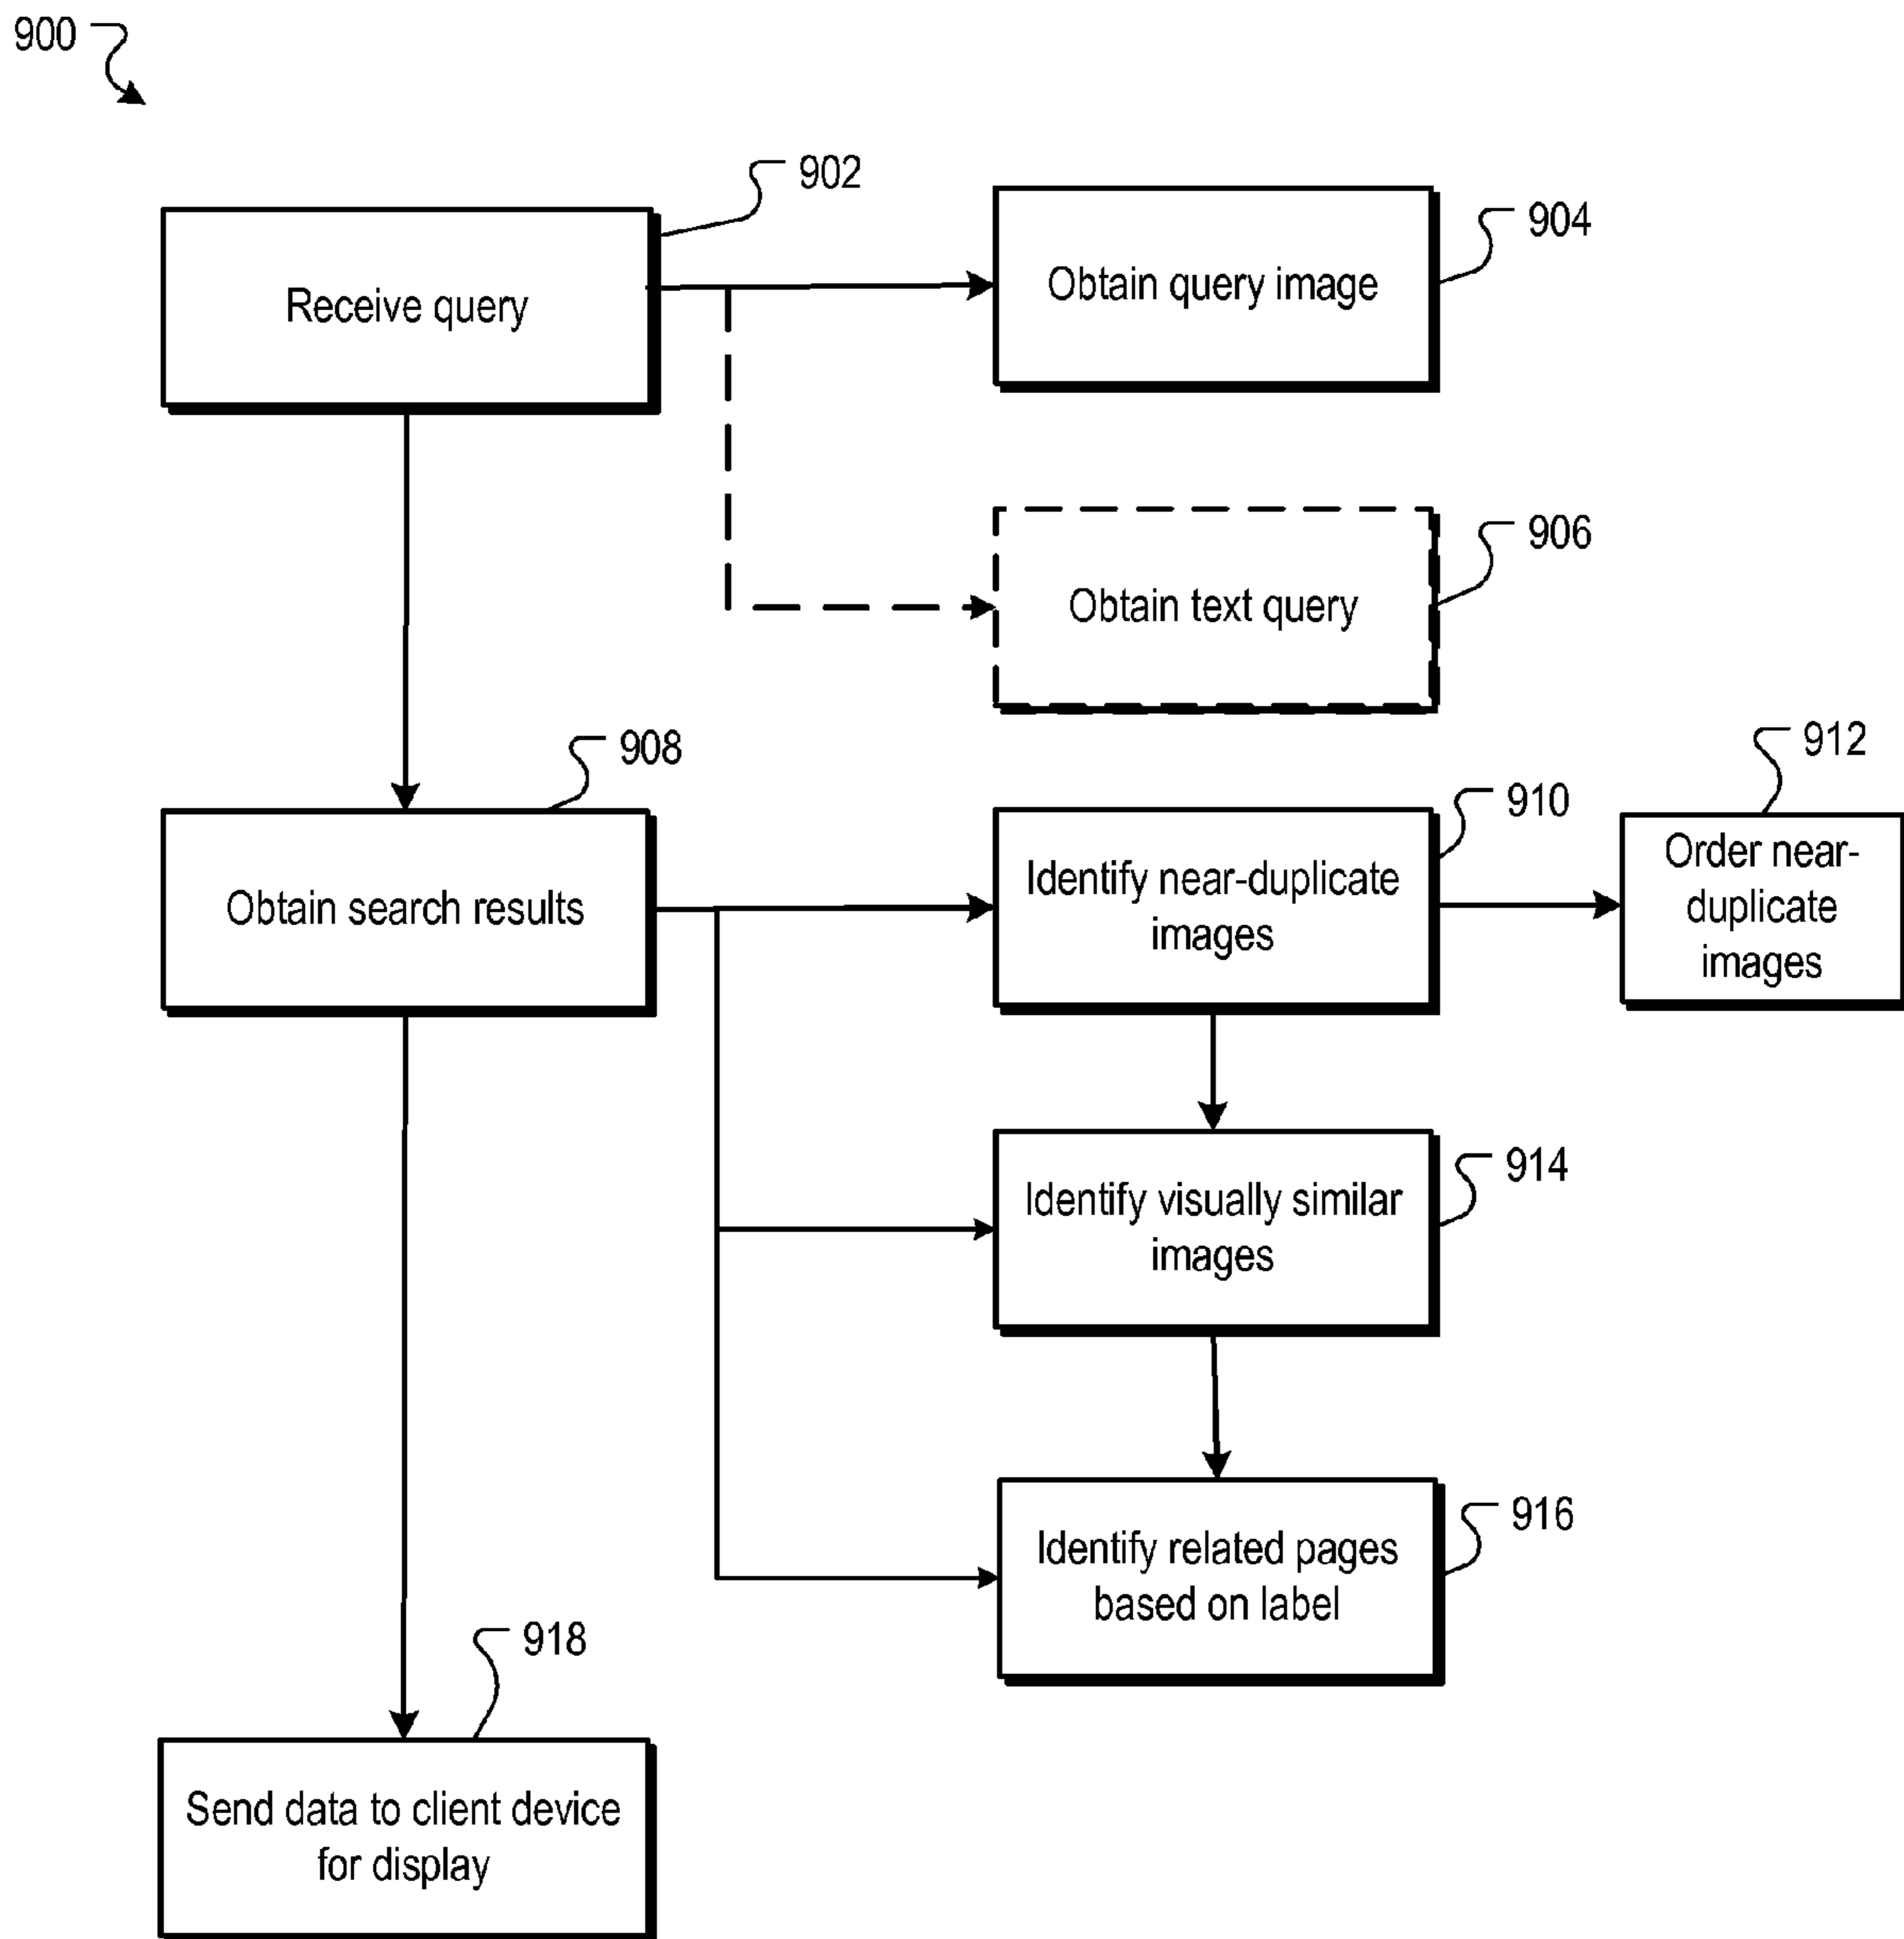 900
902
Receive query
Obtain query image
904
906
Obtain text query
908
Obtain search results
910
Identify near-duplicate
images
912
Order near-
duplicate
images
914
Identify visually similar
images
916
Identify related pages
based on label
918
Send data to client device
for display